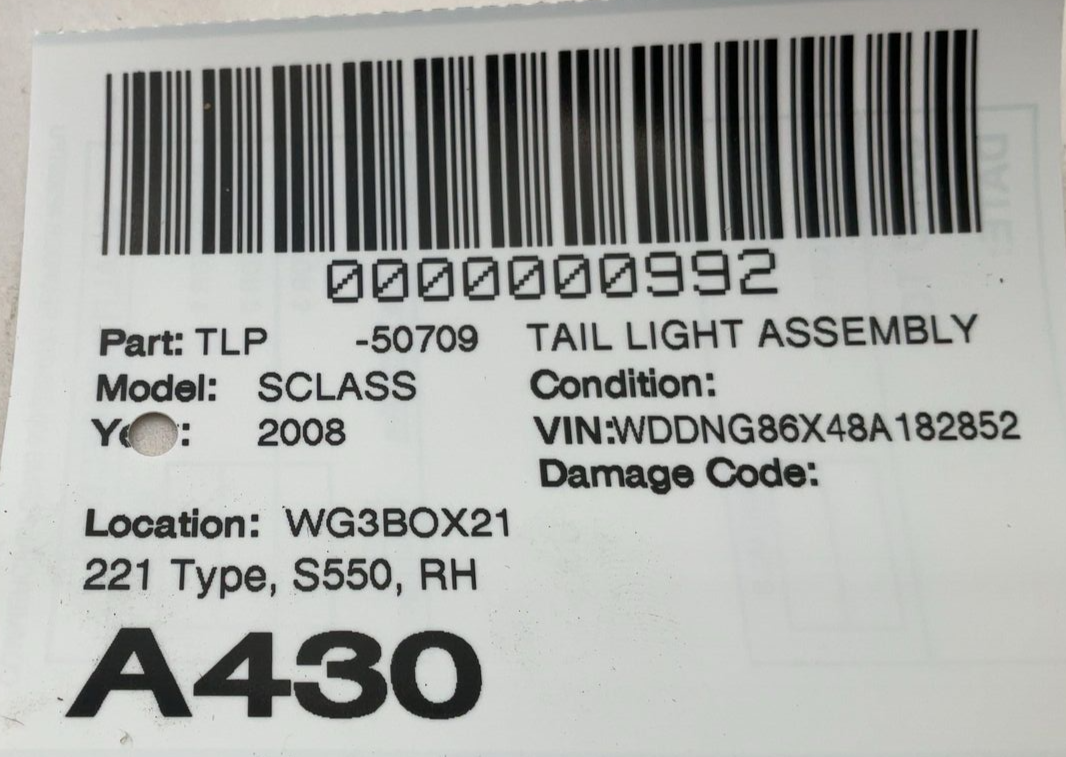 0000000992
Part: TLP -50709 TAIL LIGHT ASSEMBLY
Model: SCLASS Condition:
2008 VIN:WDDNG86X48A182852
Damage Code:
Location: WG3BOX21
221 Type, S550, RH
A430